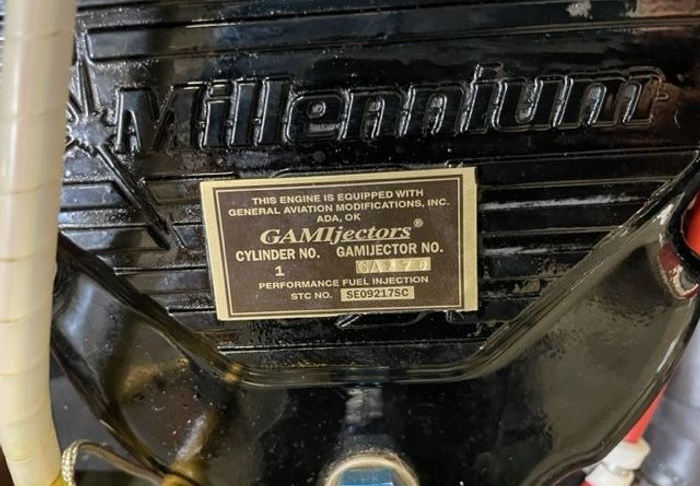 Millennium
THIS ENGINE IS EQUIPPED WITH
GENERAL AVIATION MODIFICATIONS, INC.
ADA, OK
GAMIjectors®
CYLINDER NO. GAMIJECTOR NO.
1
PERFORMANCE FUEL INJECTION
STC NO. SE09217SC